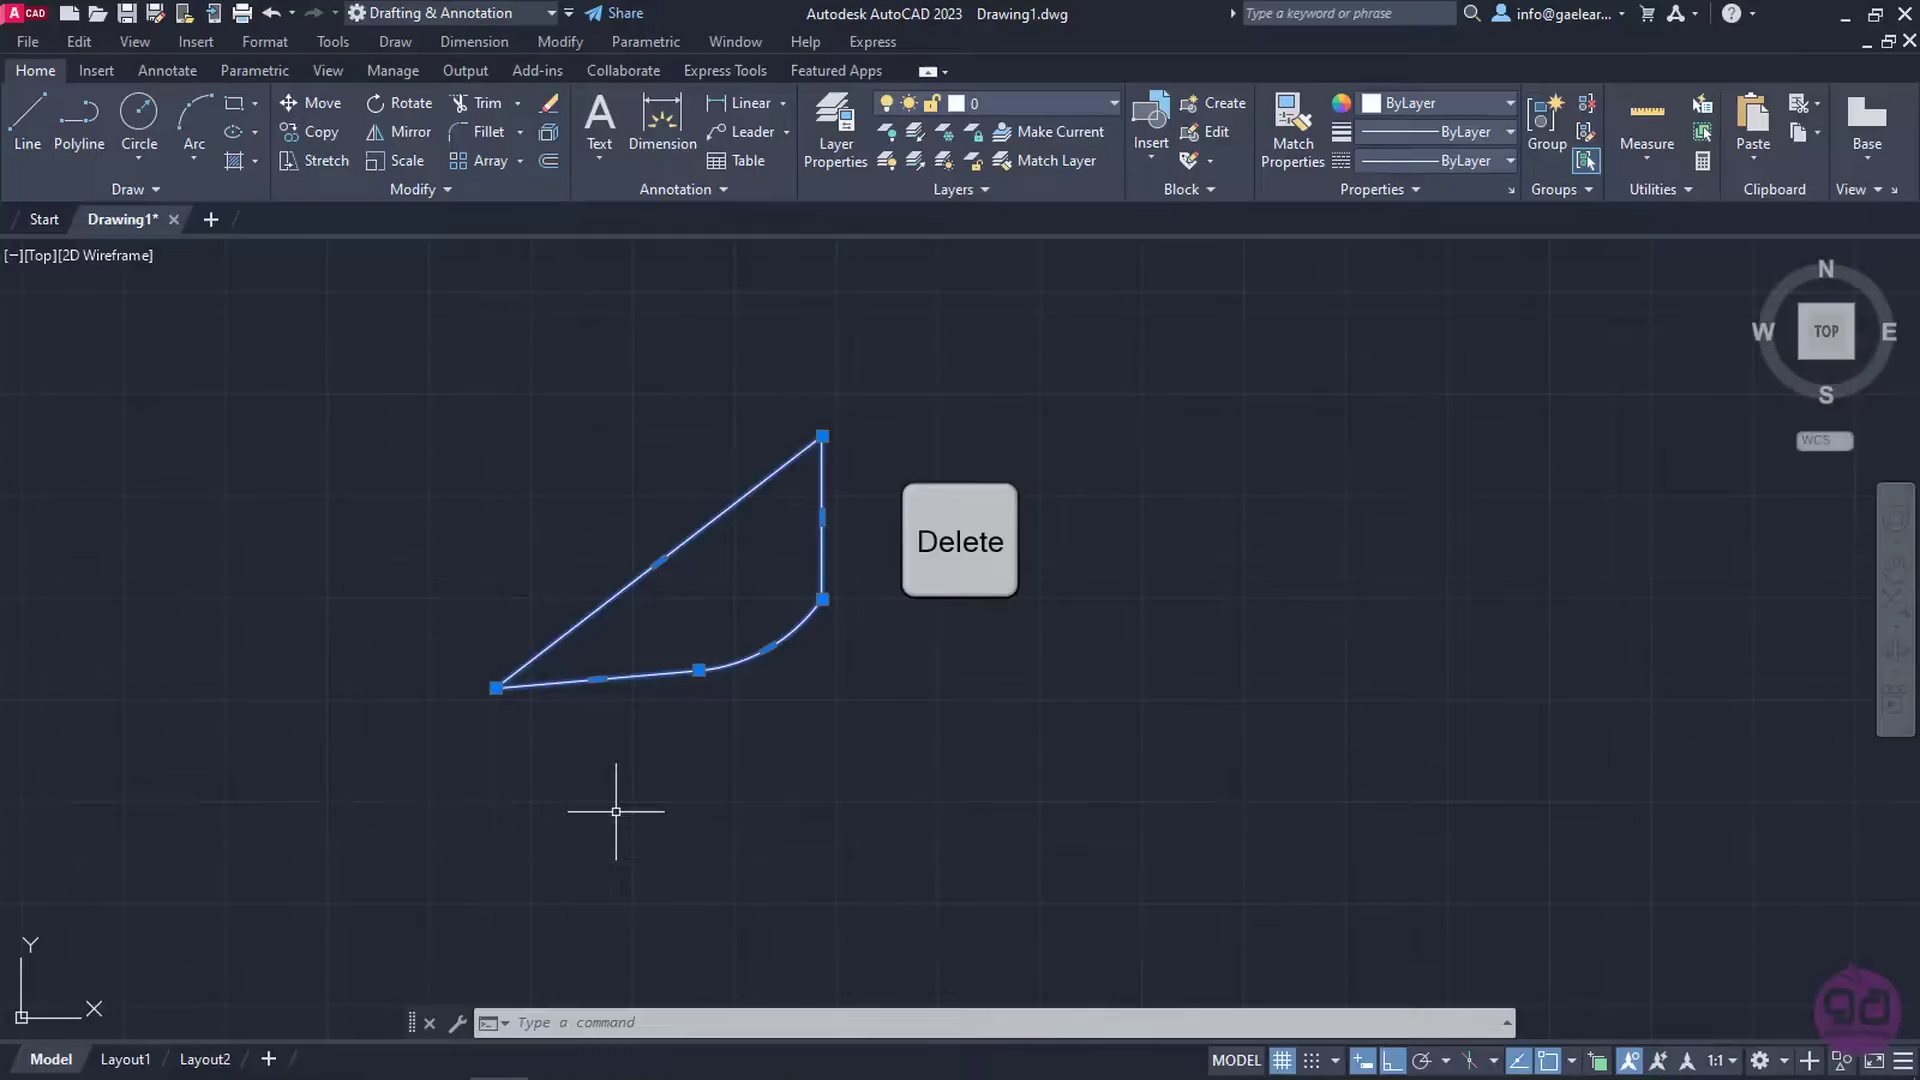 A CAD
Drafting & Annotation
Share
Autodesk AutoCAD 2023 Drawing1.dwg
Type a keyword or phrase
info@gaelear...
File Edit View Insert Format Tools Draw Dimension Modify Parametric Window Help Express
Home Insert Annotate Parametric View Manage Output Add-ins Collaborate Express Tools Featured Apps
Move Rotate Trim Linear 0 Create ByLayer
Line Polyline Circle Arc Copy Mirror Fillet Text Dimension Leader Layer Properties Make Current Insert Edit Match Properties ByLayer Group Measure Paste Base
Stretch Scale Array Table Match Layer ByLayer
Draw Modify Annotation Layers Block Properties Groups Utilities Clipboard View
Start Drawing1*
[−][Top][2D Wireframe]
N
W TOP E
S
WCS
Delete
Y
X
Type a command
ga
Model Layout1 Layout2
MODEL 1:1